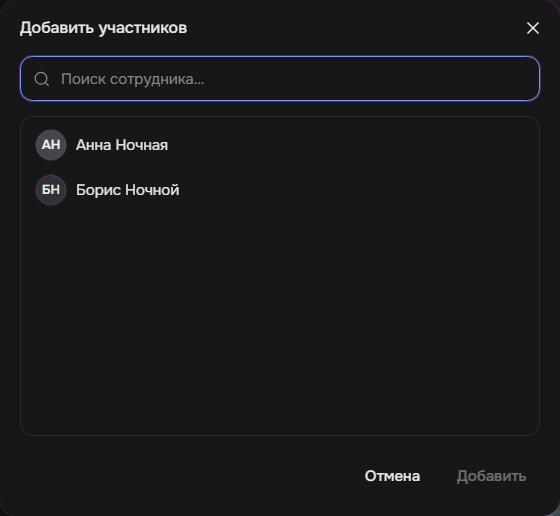 Добавить участников
Поиск сотрудника...
АН Анна Ночная
БН Борис Ночной
Отмена Добавить